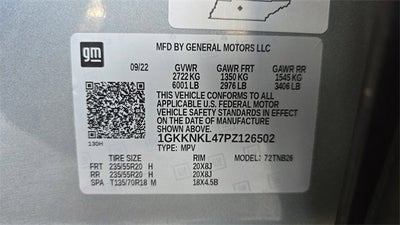 gm
MFD BY GENERAL MOTORS LLC
09/22 GVWR GAWR FRT GAWR RR
2722 KG 1350 KG 1545 KG
6001 LB 2976 LB 3406 LB
THIS VEHICLE CONFORMS TO ALL
APPLICABLE U.S. FEDERAL MOTOR
VEHICLE SAFETY STANDARDS IN
EFFECT ON THE DATE OF
MANUFACTURE SHOWN ABOVE.
1GKKNKL47PZ126502
130H
TYPE: MPV
TIRE SIZE RIM MODEL: 72TNB26
FRT 235/55R20 H 20X8J
RR 235/55R20 H 20X8J
SPA T135/70R18 M 18X4.5B